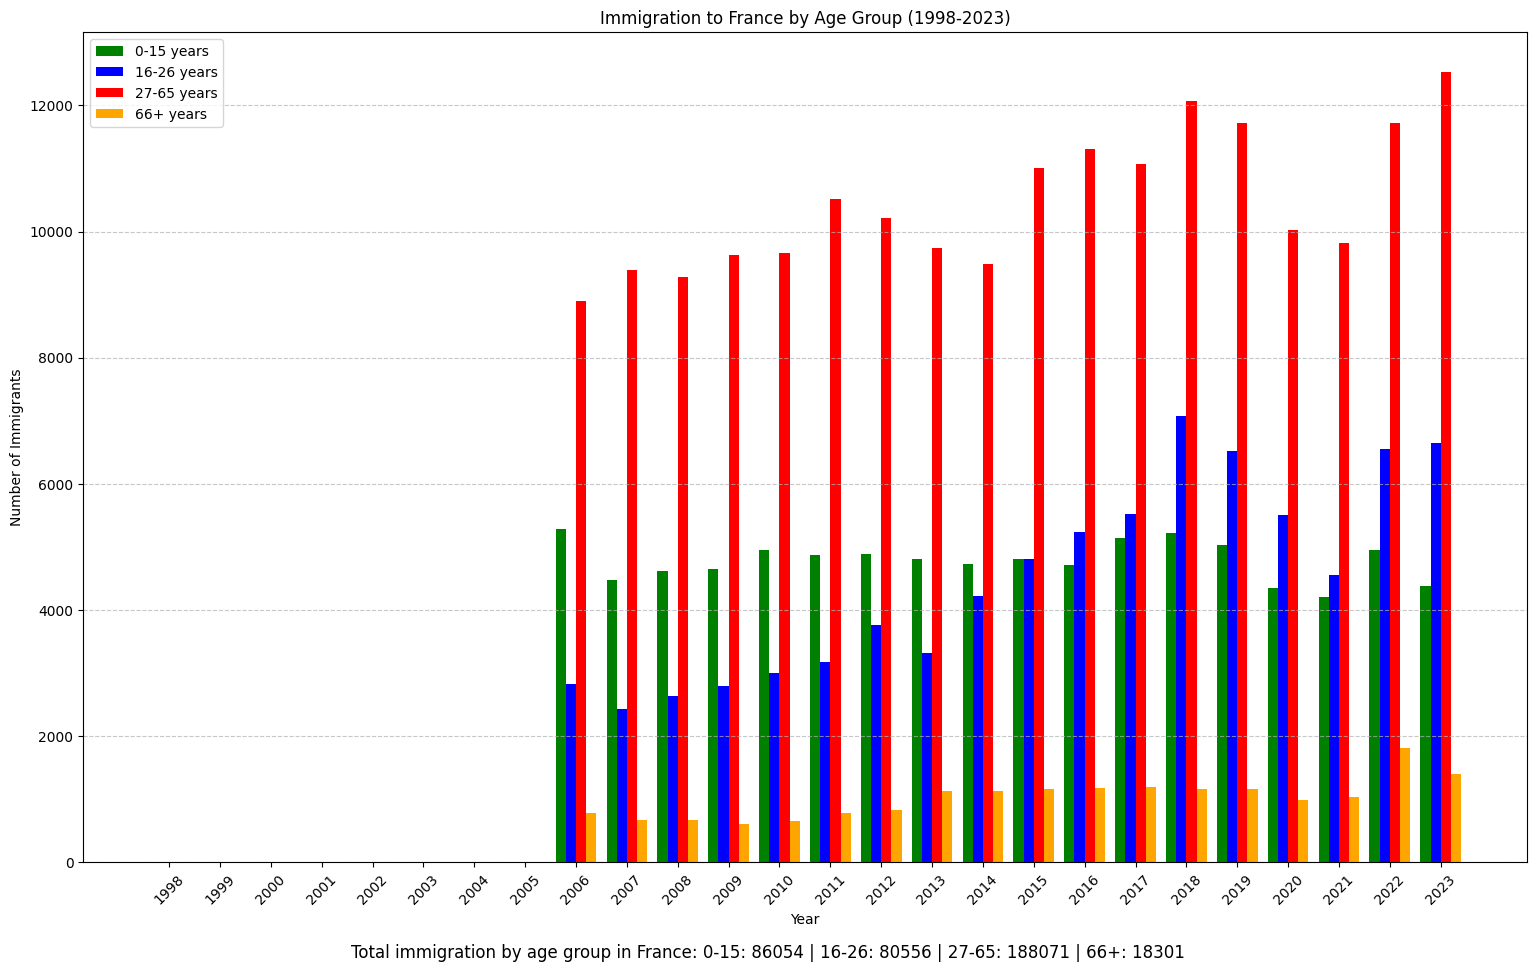 Immigration to France by Age Group (1998-2023)
0-15 years
16-26 years
27-65 years
66+ years
Number of Immigrants
12000
10000
8000
6000
4000
2000
0
1998 1999 2000 2001 2002 2003 2004 2005 2006 2007 2008 2009 2010 2011 2012 2013 2014 2015 2016 2017 2018 2019 2020 2021 2022 2023
Year
Total immigration by age group in France: 0-15: 86054 | 16-26: 80556 | 27-65: 188071 | 66+: 18301